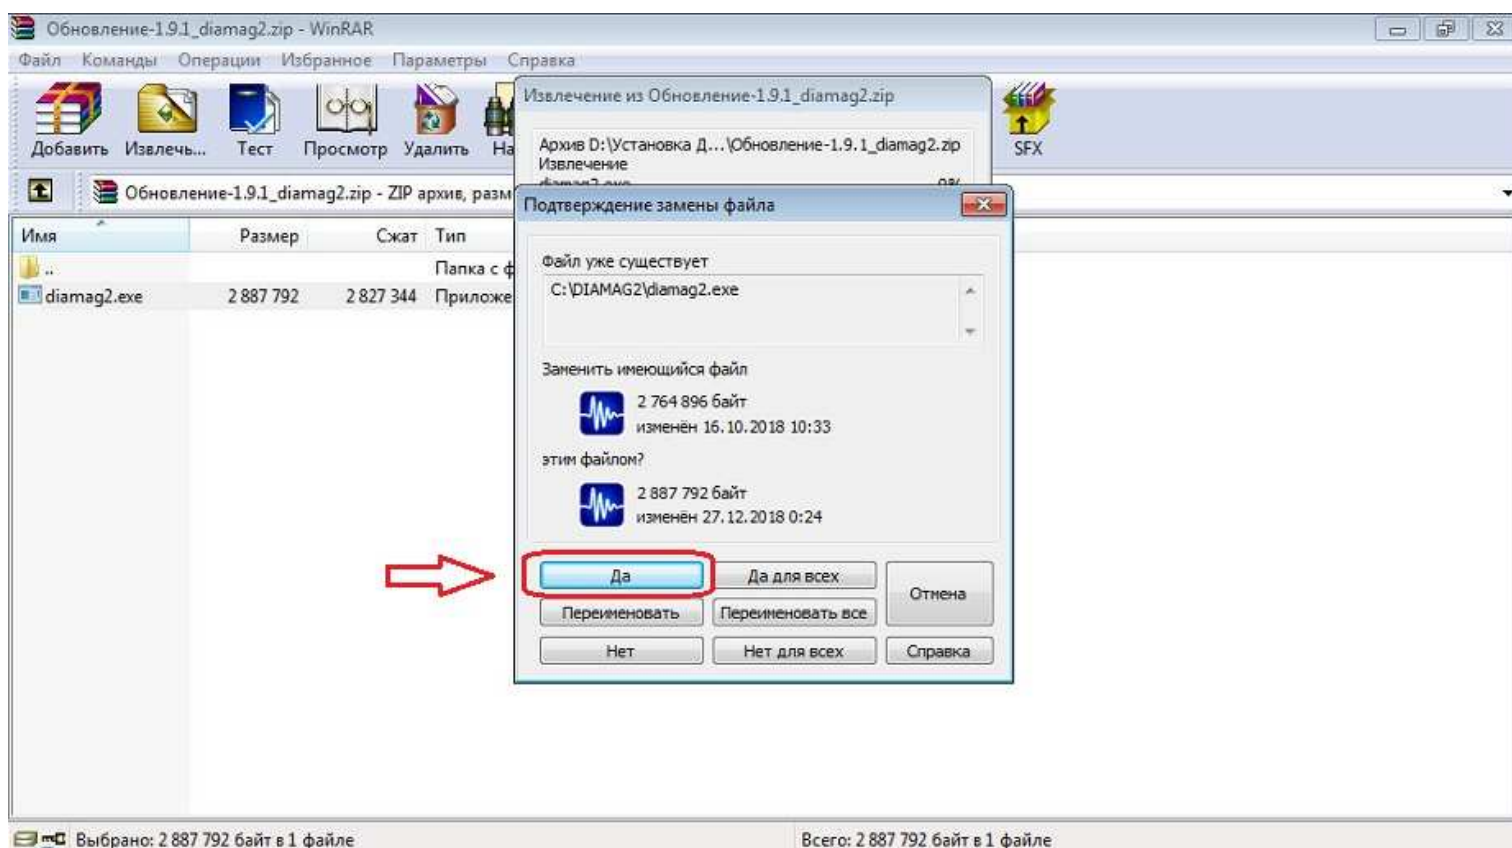 Обновление-1.9.1_diamag2.zip - WinRAR
Файл Команды Операции Избранное Параметры Справка
Добавить Извлечь... Тест Просмотр Удалить На SFX
Извлечение из Обновление-1.9.1_diamag2.zip
Архив D:\Установка Д...\Обновление-1.9.1_diamag2.zip
Извлечение
diamag2.exe 0%
Обновление-1.9.1_diamag2.zip - ZIP архив, разм
Имя Размер Сжат Тип
.. Папка с ф
diamag2.exe 2 887 792 2 827 344 Приложе
Подтверждение замены файла
Файл уже существует
C:\DIAMAG2\diamag2.exe
Заменить имеющийся файл
2 764 896 байт
изменён 16.10.2018 10:33
этим файлом?
2 887 792 байт
изменён 27.12.2018 0:24
Да Да для всех Отмена
Переименовать Переименовать все
Нет Нет для всех Справка
Выбрано: 2 887 792 байт в 1 файле Всего: 2 887 792 байт в 1 файле